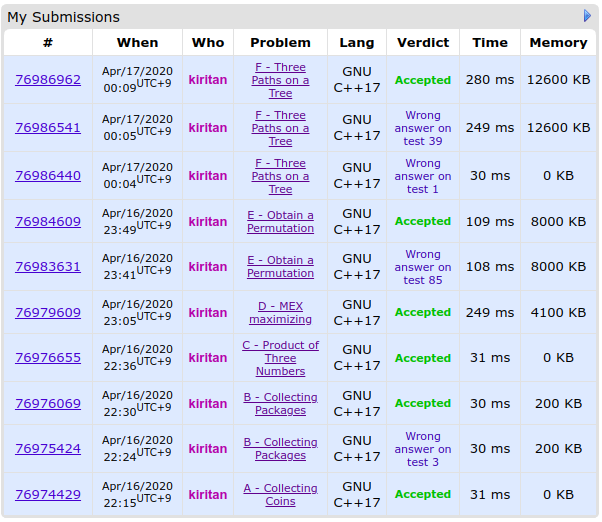 My Submissions
# When Who Problem Lang Verdict Time Memory
76986962 Apr/17/2020 00:09UTC+9 kiritan F - Three Paths on a Tree GNU C++17 Accepted 280 ms 12600 KB
76986541 Apr/17/2020 00:05UTC+9 kiritan F - Three Paths on a Tree GNU C++17 Wrong answer on test 39 249 ms 12600 KB
76986440 Apr/17/2020 00:04UTC+9 kiritan F - Three Paths on a Tree GNU C++17 Wrong answer on test 1 30 ms 0 KB
76984609 Apr/16/2020 23:49UTC+9 kiritan E - Obtain a Permutation GNU C++17 Accepted 109 ms 8000 KB
76983631 Apr/16/2020 23:41UTC+9 kiritan E - Obtain a Permutation GNU C++17 Wrong answer on test 85 108 ms 8000 KB
76979609 Apr/16/2020 23:05UTC+9 kiritan D - MEX maximizing GNU C++17 Accepted 249 ms 4100 KB
76976655 Apr/16/2020 22:36UTC+9 kiritan C - Product of Three Numbers GNU C++17 Accepted 31 ms 0 KB
76976069 Apr/16/2020 22:30UTC+9 kiritan B - Collecting Packages GNU C++17 Accepted 30 ms 200 KB
76975424 Apr/16/2020 22:24UTC+9 kiritan B - Collecting Packages GNU C++17 Wrong answer on test 3 30 ms 200 KB
76974429 Apr/16/2020 22:15UTC+9 kiritan A - Collecting Coins GNU C++17 Accepted 31 ms 0 KB